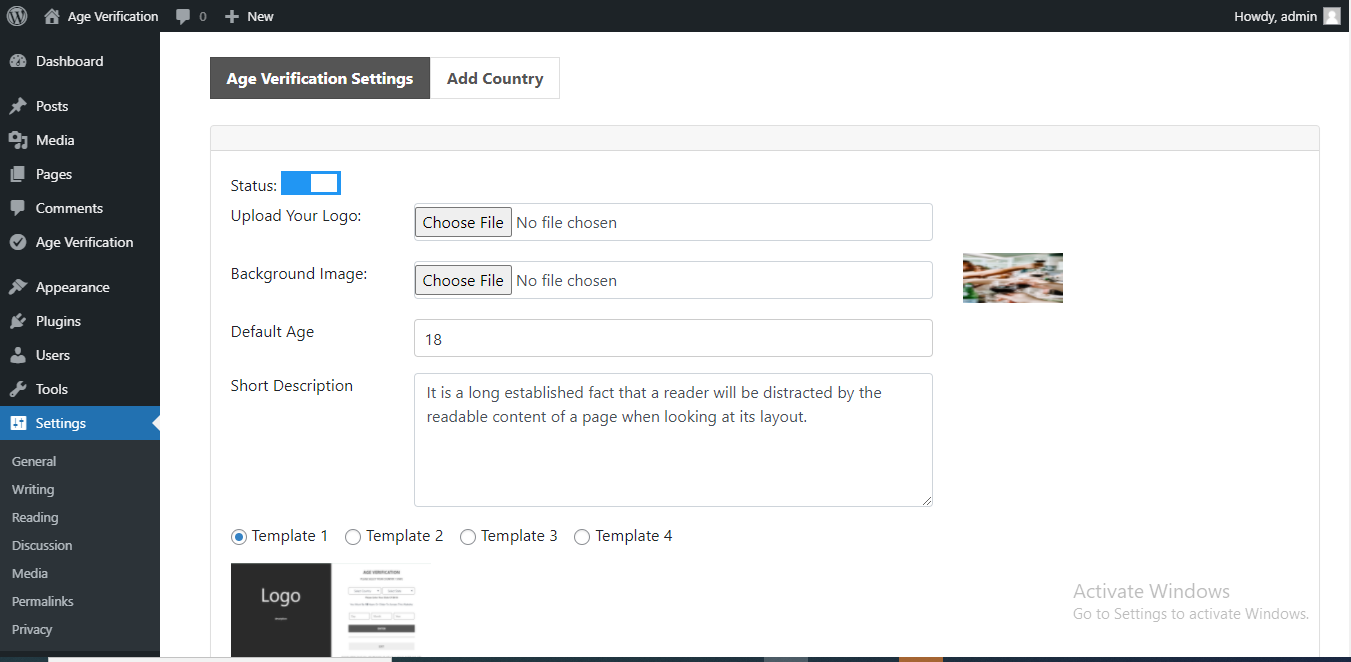 Age Verification 0 New Howdy, admin
Dashboard
Posts
Media
Pages
Comments
Age Verification
Appearance
Plugins
Users
Tools
Settings
General
Writing
Reading
Discussion
Media
Permalinks
Privacy
Age Verification Settings Add Country
Status:
Upload Your Logo: Choose File No file chosen
Background Image: Choose File No file chosen
Default Age 18
Short Description It is a long established fact that a reader will be distracted by the
readable content of a page when looking at its layout.
Template 1 Template 2 Template 3 Template 4
Logo
AGE VERIFICATION
Activate Windows
Go to Settings to activate Windows.